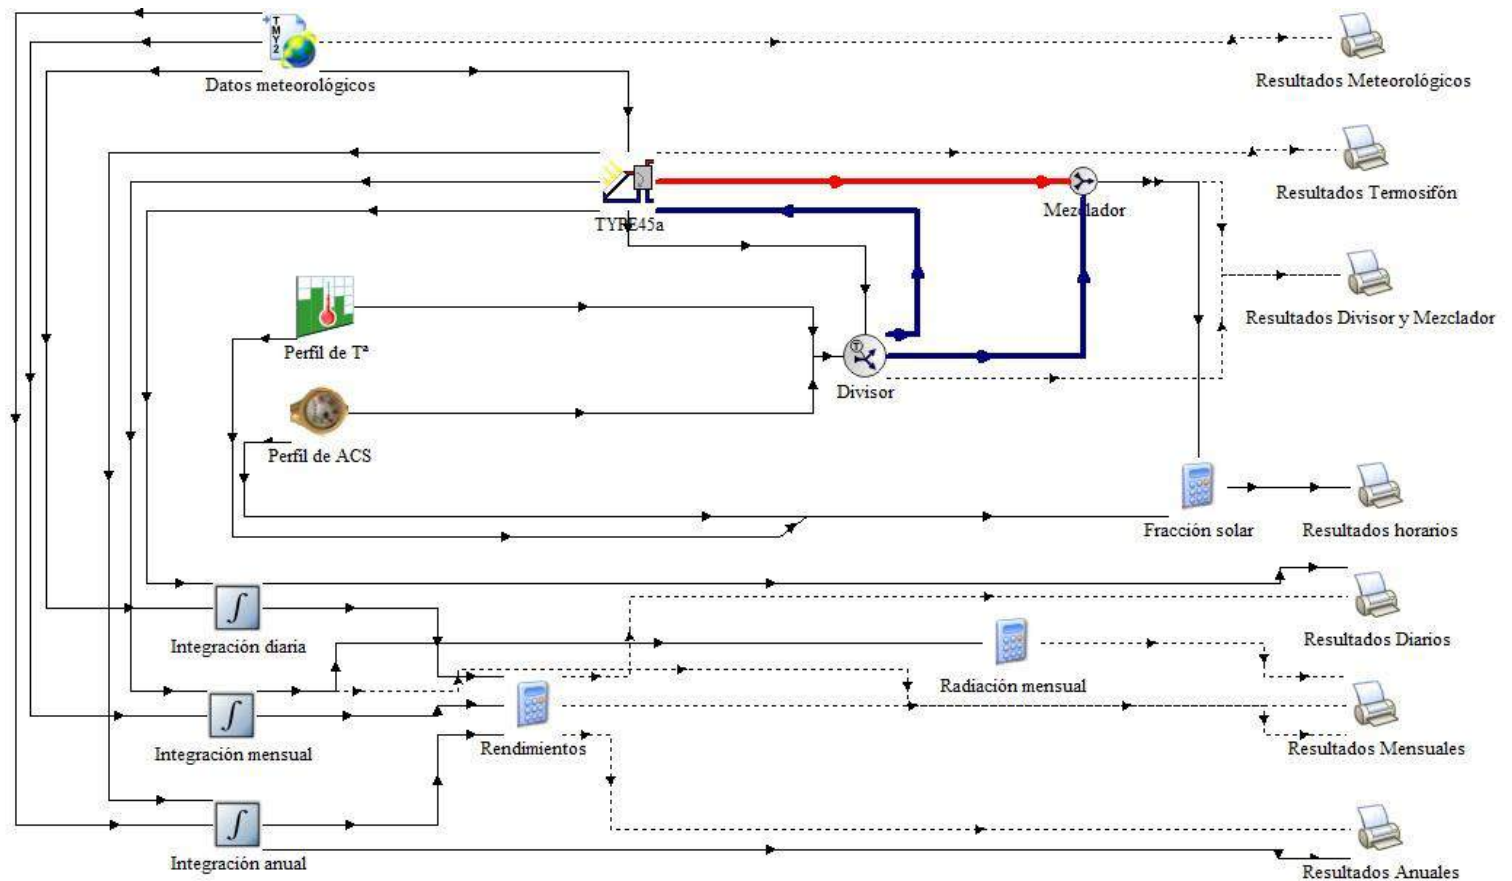 TMY2
Datos meteorológicos
Resultados Meteorológicos
Resultados Termosifón
TYPE45a
Mezclador
Resultados Divisor y Mezclador
Perfil de Tª
T
Divisor
Perfil de ACS
Fracción solar
Resultados horarios
∫
Integración diaria
Resultados Diarios
Radiación mensual
∫
Integración mensual
Rendimientos
Resultados Mensuales
∫
Integración anual
Resultados Anuales